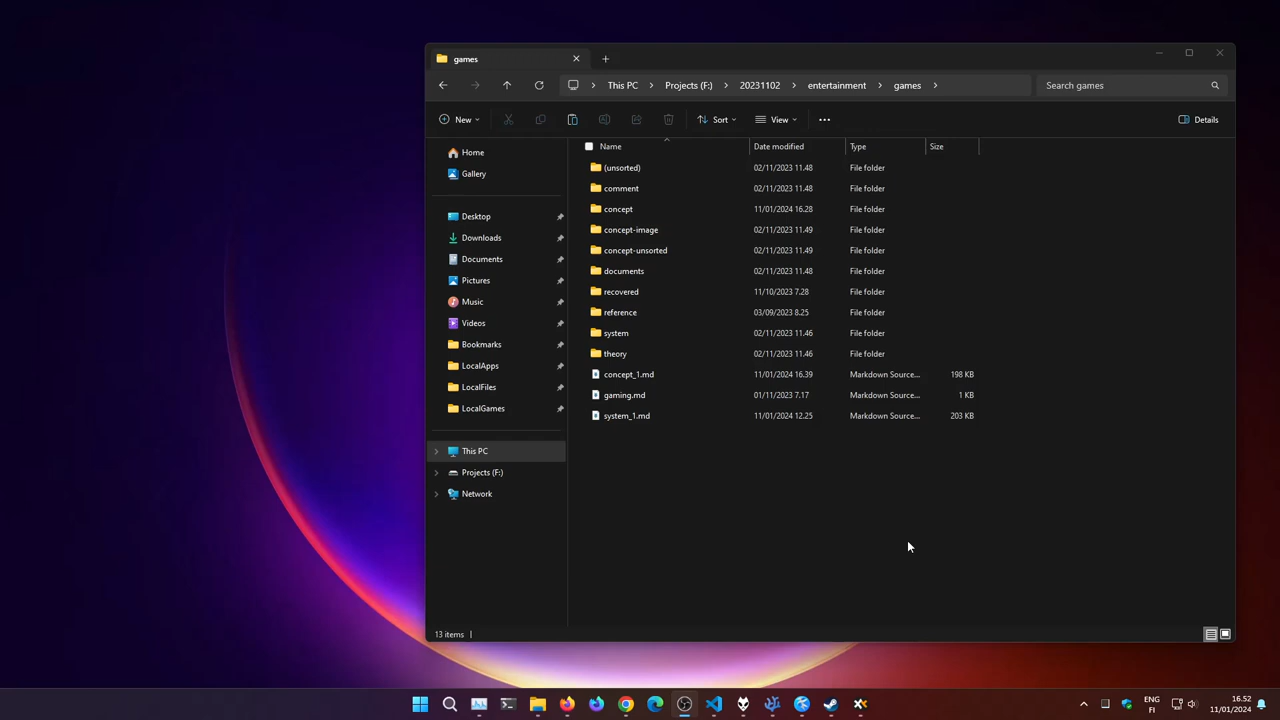 games
This PC
Projects (F:)
20231102
entertainment
games
Search games
New
Sort
View
Details
Home
Gallery
Desktop
Downloads
Documents
Pictures
Music
Videos
Bookmarks
LocalApps
LocalFiles
LocalGames
This PC
Projects (F:)
Network
Name Date modified Type Size
(unsorted) 02/11/2023 11.48 File folder
comment 02/11/2023 11.48 File folder
concept 11/01/2024 16.28 File folder
concept-image 02/11/2023 11.49 File folder
concept-unsorted 02/11/2023 11.49 File folder
documents 02/11/2023 11.48 File folder
recovered 11/10/2023 7.28 File folder
reference 03/09/2023 8.25 File folder
system 02/11/2023 11.46 File folder
theory 02/11/2023 11.46 File folder
concept_1.md 11/01/2024 16.39 Markdown Source... 198 KB
gaming.md 01/11/2023 7.17 Markdown Source... 1 KB
system_1.md 11/01/2024 12.25 Markdown Source... 203 KB
13 items
ENG
FI
16.52
11/01/2024